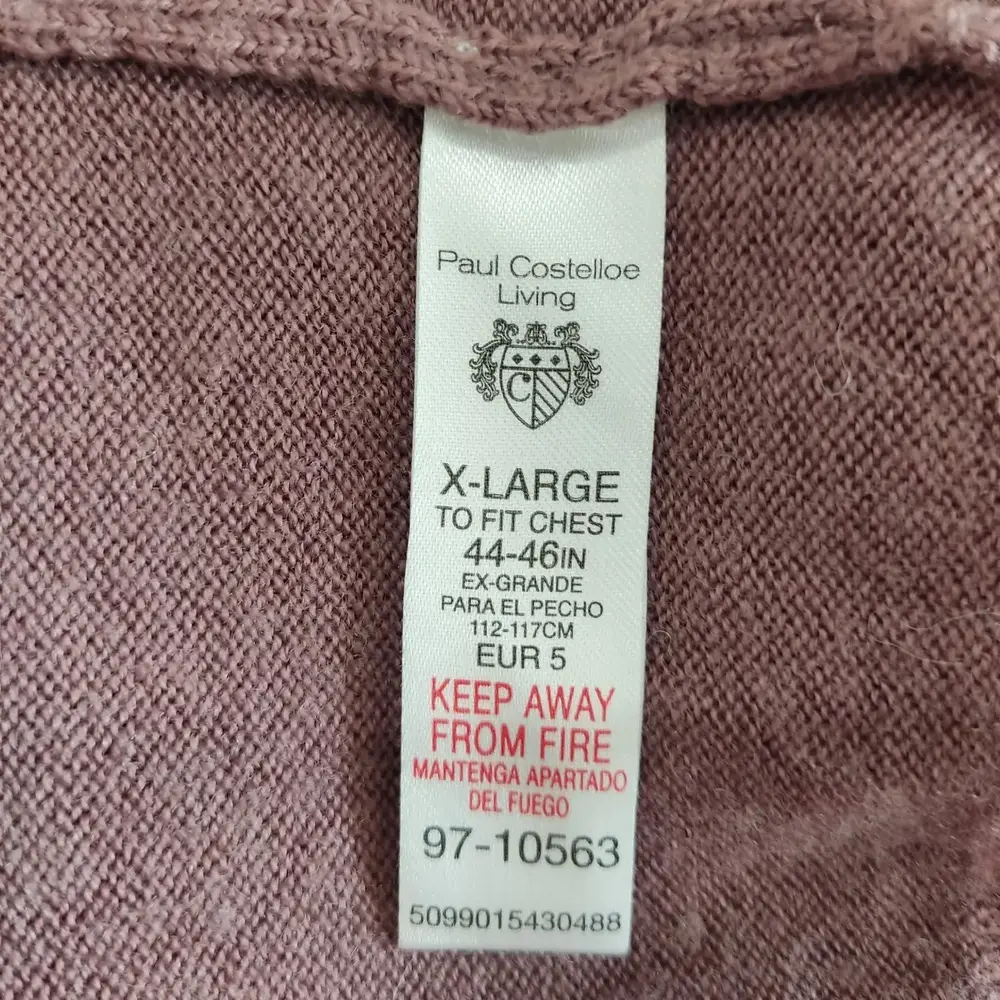 Paul Costelloe
Living
C
X-LARGE
TO FIT CHEST
44-46IN
EX-GRANDE
PARA EL PECHO
112-117CM
EUR 5
KEEP AWAY
FROM FIRE
MANTENGA APARTADO
DEL FUEGO
97-10563
5099015430488